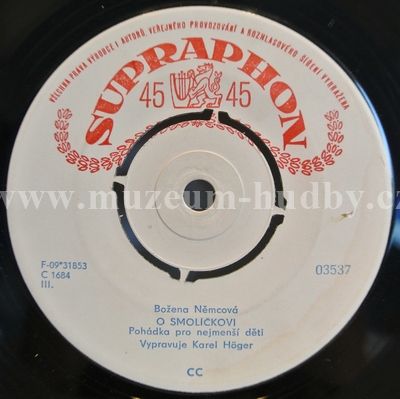 VŠECHNA PRÁVA VÝROBCE I AUTORŮ, VEŘEJNÉHO PROVOZOVÁNÍ A ROZHLASOVÉHO ŠÍŘENÍ VYHRAŽENA
SUPRAPHON
45 45
www.muzeum-hudby.cz
F-09*31853
C 1684
III.
03537
Božena Němcová
O SMOLÍČKOVI
Pohádka pro nejmenší děti
Vypravuje Karel Höger
CC